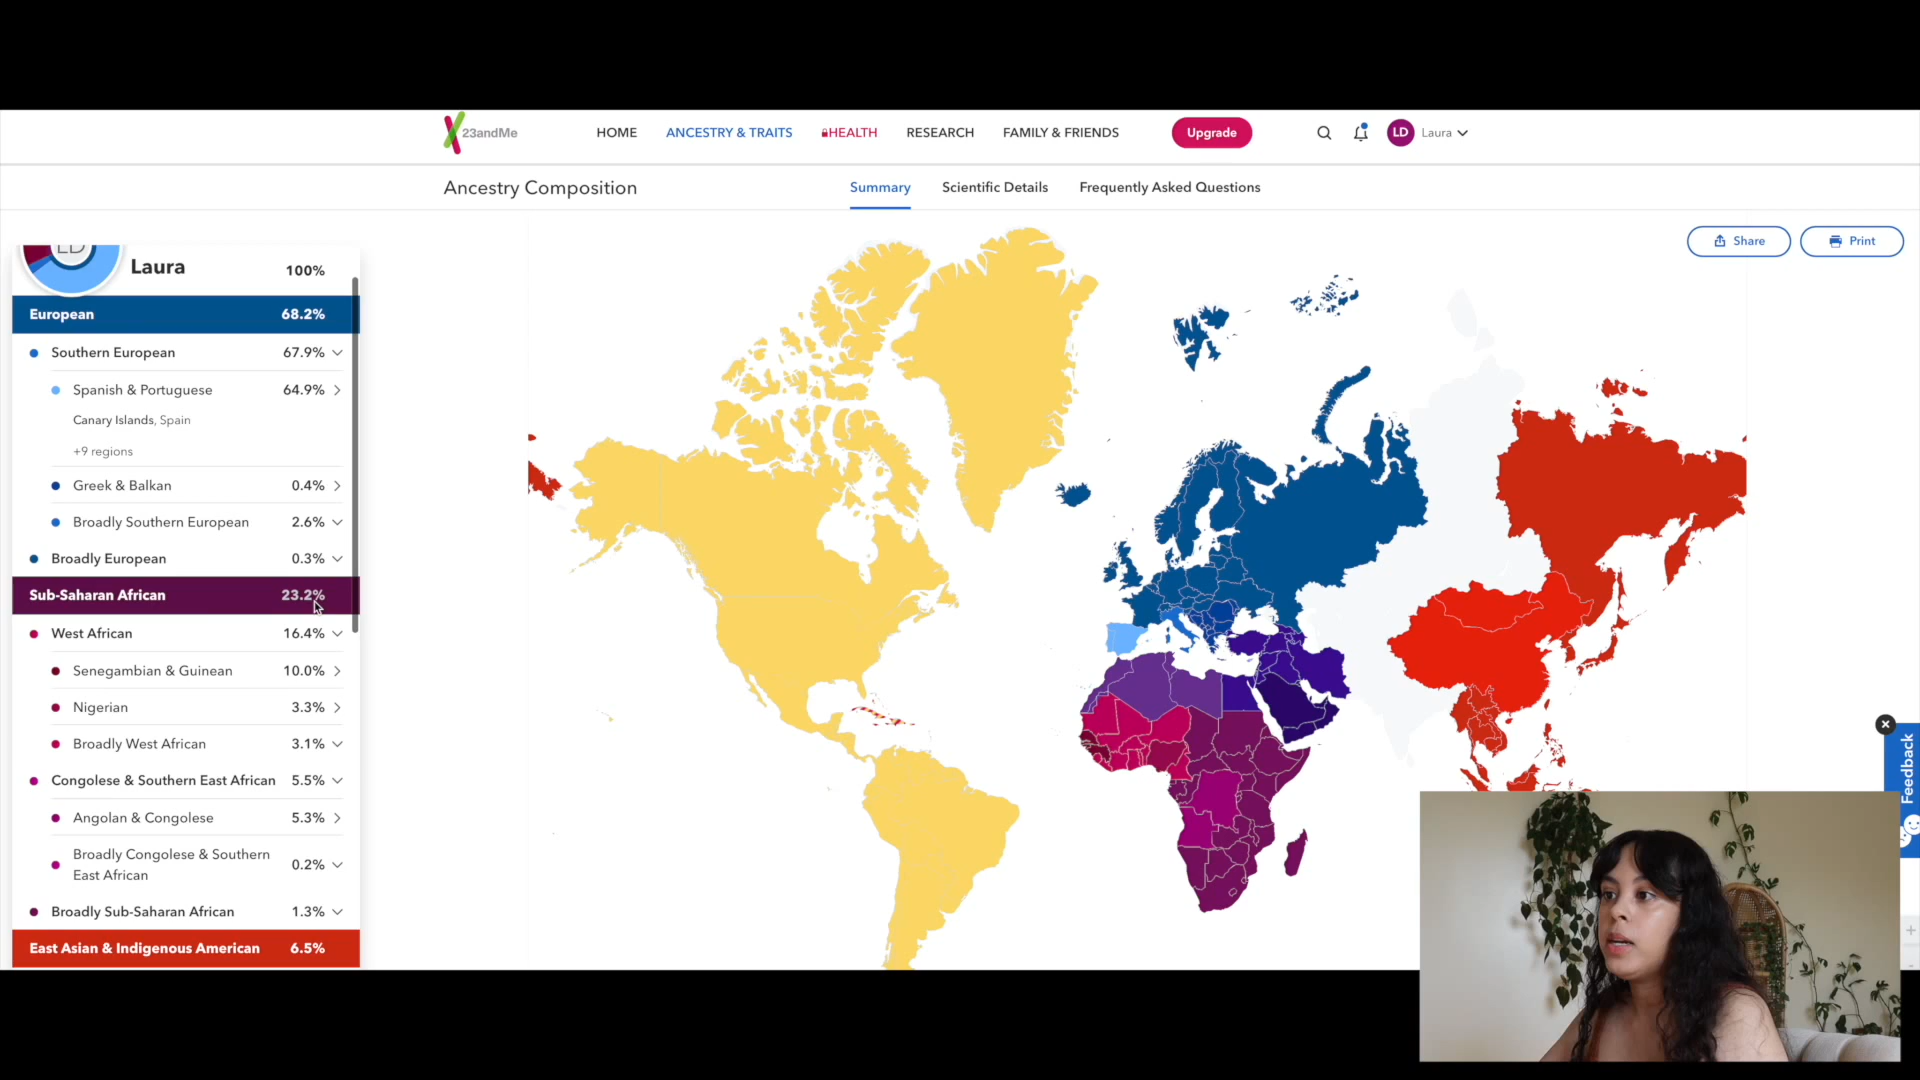 23andMe
HOME
ANCESTRY & TRAITS
HEALTH
RESEARCH
FAMILY & FRIENDS
Upgrade
LD
Laura
Ancestry Composition
Summary
Scientific Details
Frequently Asked Questions
Share
Print
LD
Laura 100%
European 68.2%
Southern European 67.9%
Spanish & Portuguese 64.9%
Canary Islands, Spain
+9 regions
Greek & Balkan 0.4%
Broadly Southern European 2.6%
Broadly European 0.3%
Sub-Saharan African 23.2%
West African 16.4%
Senegambian & Guinean 10.0%
Nigerian 3.3%
Broadly West African 3.1%
Congolese & Southern East African 5.5%
Angolan & Congolese 5.3%
Broadly Congolese & Southern
East African 0.2%
Broadly Sub-Saharan African 1.3%
East Asian & Indigenous American 6.5%
Feedback